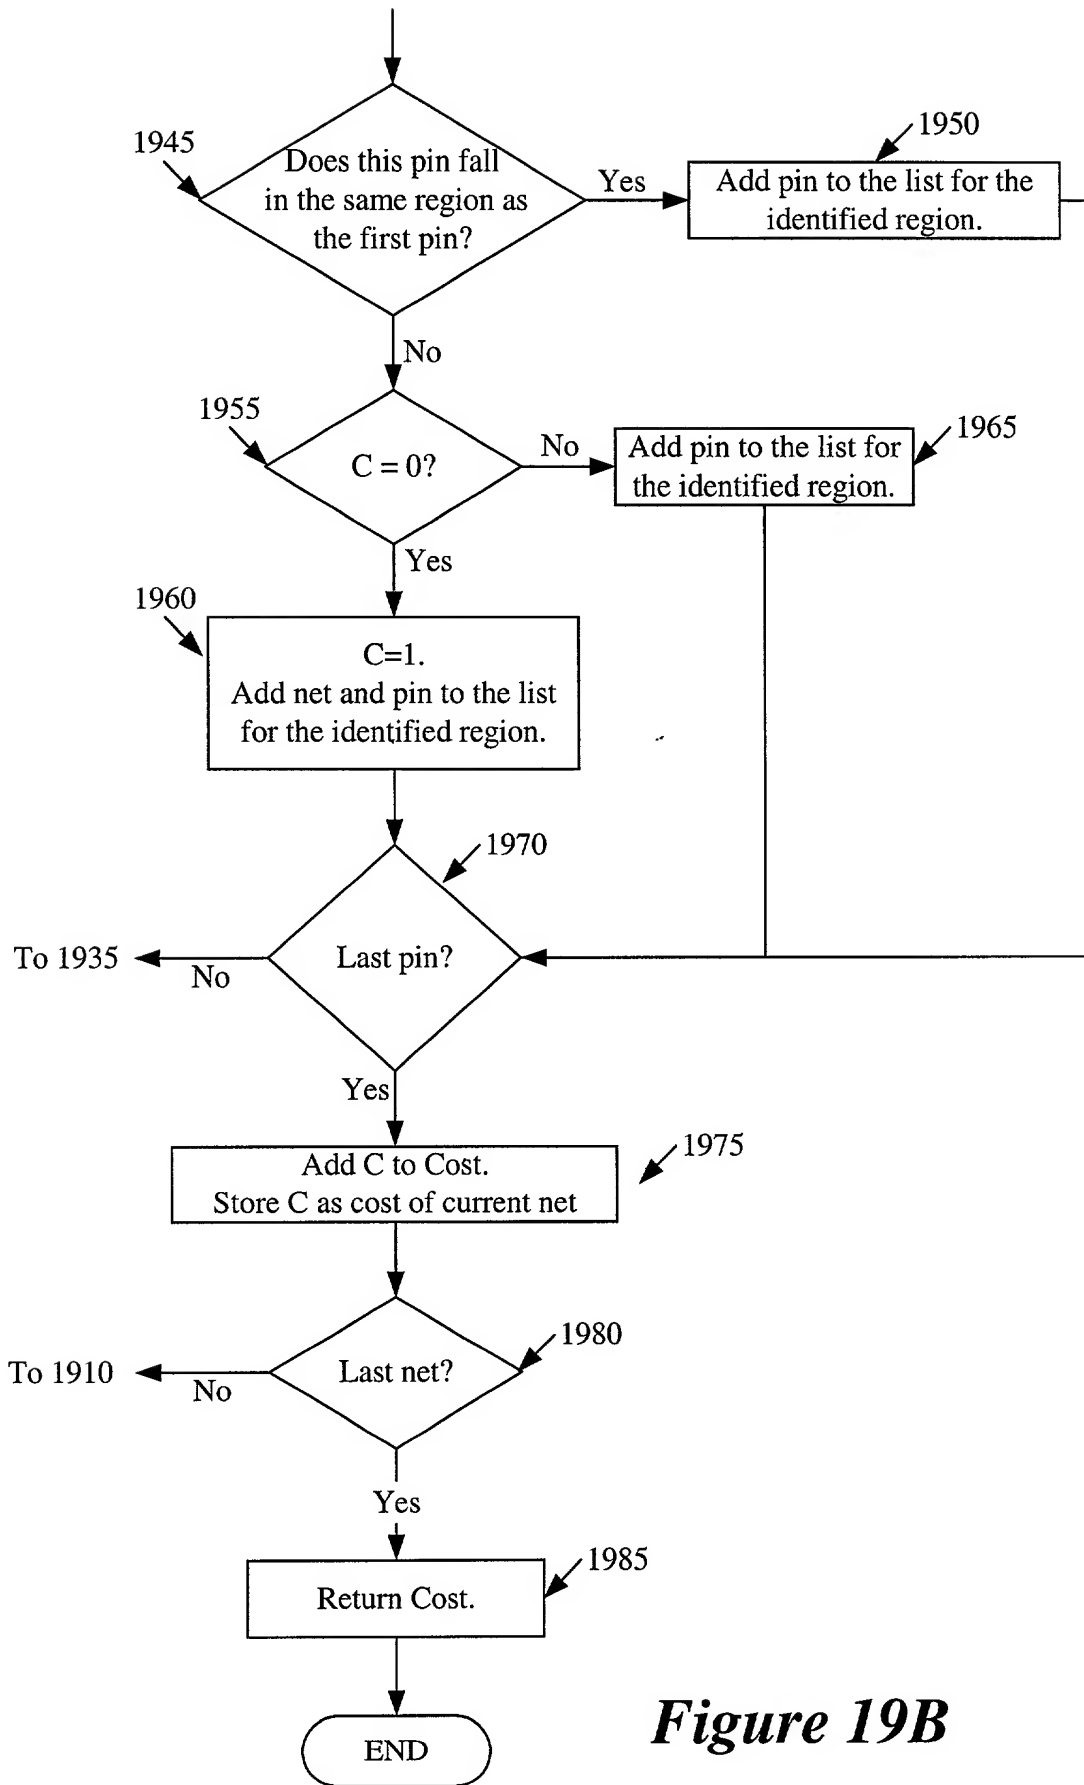 1945
Does this pin fall
in the same region as
the first pin?
Yes
1950
Add pin to the list for the
identified region.
No
1955
C = 0?
No
Add pin to the list for
the identified region.
1965
Yes
1960
C=1.
Add net and pin to the list
for the identified region.
1970
Last pin?
To 1935
No
Yes
Add C to Cost.
Store C as cost of current net
1975
1980
Last net?
To 1910
No
Yes
1985
Return Cost.
END
Figure 19B